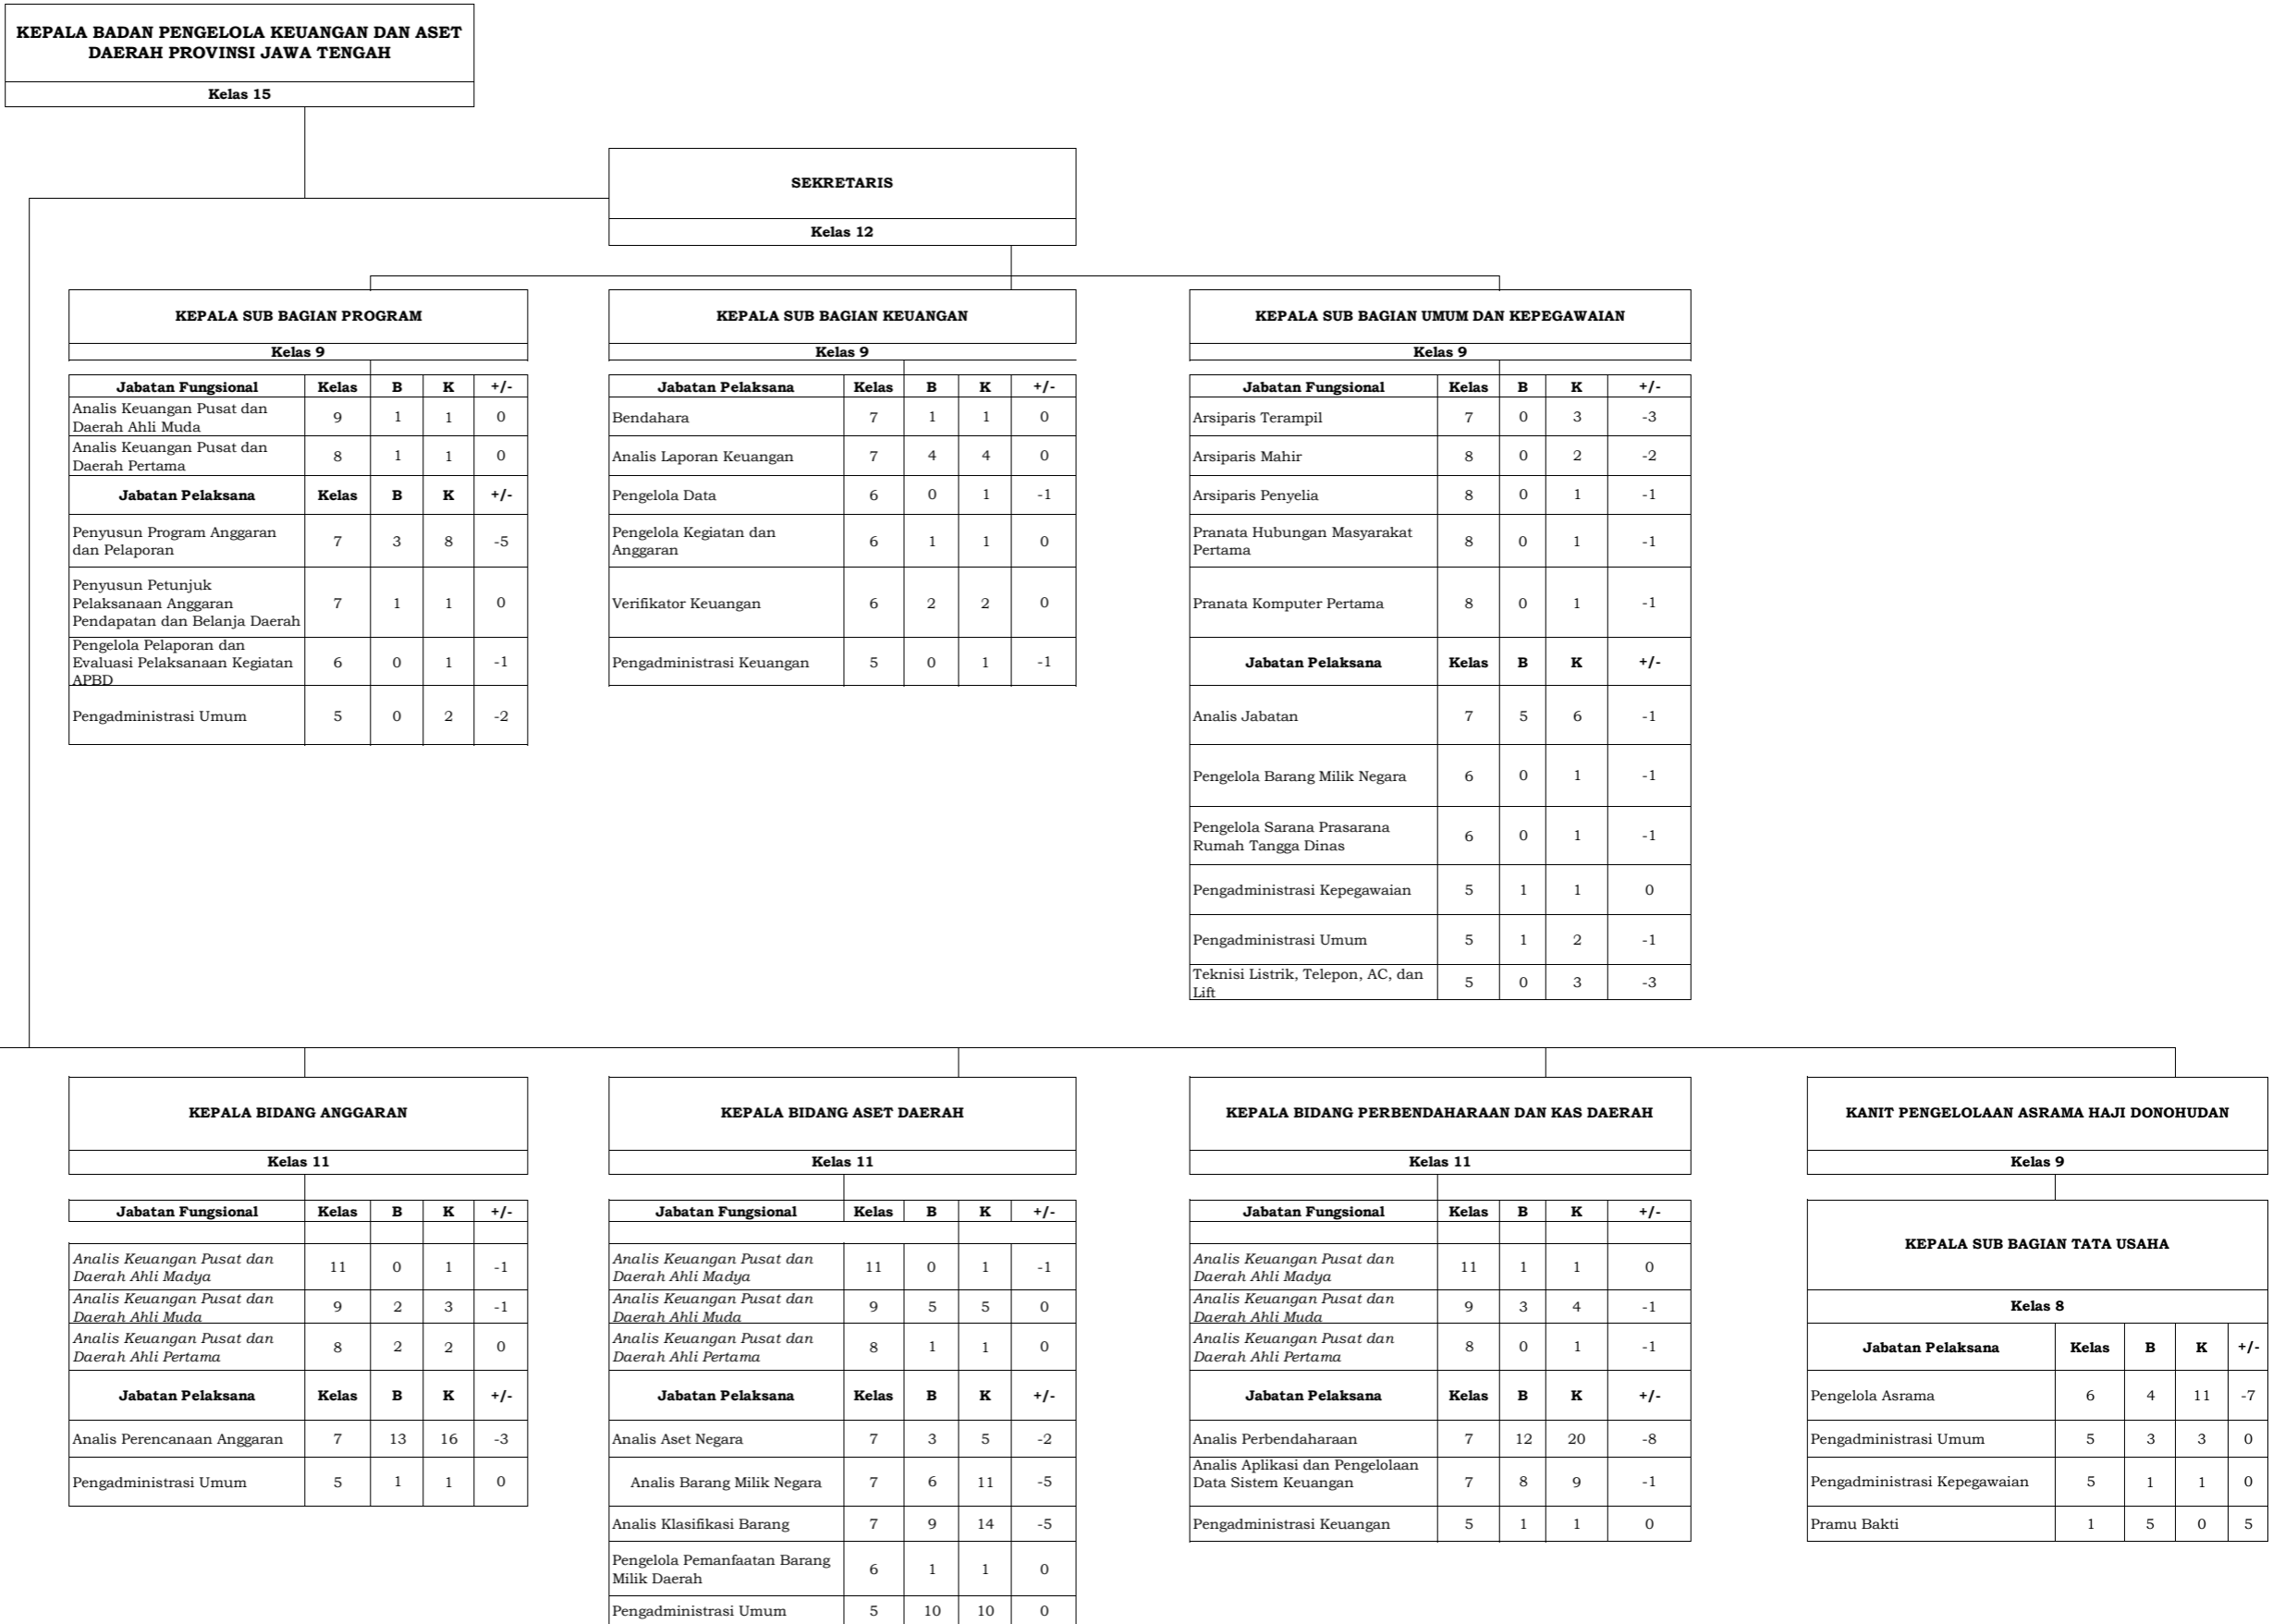 KEPALA BADAN PENGELOLA KEUANGAN DAN ASET
DAERAH PROVINSI JAWA TENGAH
Kelas 15
SEKRETARIS
Kelas 12
KEPALA SUB BAGIAN PROGRAM
Kelas 9
Jabatan Fungsional Kelas B K +/-
Analis Keuangan Pusat dan
Daerah Ahli Muda 9 1 1 0
Analis Keuangan Pusat dan
Daerah Pertama 8 1 1 0
Jabatan Pelaksana Kelas B K +/-
Penyusun Program Anggaran
dan Pelaporan 7 3 8 -5
Penyusun Petunjuk
Pelaksanaan Anggaran 7 1 1 0
Pendapatan dan Belanja Daerah
Pengelola Pelaporan dan
Evaluasi Pelaksanaan Kegiatan 6 0 1 -1
APBD
Pengadministrasi Umum 5 0 2 -2
KEPALA SUB BAGIAN KEUANGAN
Kelas 9
Jabatan Pelaksana Kelas B K +/-
Bendahara 7 1 1 0
Analis Laporan Keuangan 7 4 4 0
Pengelola Data 6 0 1 -1
Pengelola Kegiatan dan
Anggaran 6 1 1 0
Verifikator Keuangan 6 2 2 0
Pengadministrasi Keuangan 5 0 1 -1
KEPALA SUB BAGIAN UMUM DAN KEPEGAWAIAN
Kelas 9
Jabatan Fungsional Kelas B K +/-
Arsiparis Terampil 7 0 3 -3
Arsiparis Mahir 8 0 2 -2
Arsiparis Penyelia 8 0 1 -1
Pranata Hubungan Masyarakat
Pertama 8 0 1 -1
Pranata Komputer Pertama 8 0 1 -1
Jabatan Pelaksana Kelas B K +/-
Analis Jabatan 7 5 6 -1
Pengelola Barang Milik Negara 6 0 1 -1
Pengelola Sarana Prasarana
Rumah Tangga Dinas 6 0 1 -1
Pengadministrasi Kepegawaian 5 1 1 0
Pengadministrasi Umum 5 1 2 -1
Teknisi Listrik, Telepon, AC, dan
Lift 5 0 3 -3
KEPALA BIDANG ANGGARAN
Kelas 11
Jabatan Fungsional Kelas B K +/-
Analis Keuangan Pusat dan
Daerah Ahli Madya 11 0 1 -1
Analis Keuangan Pusat dan
Daerah Ahli Muda 9 2 3 -1
Analis Keuangan Pusat dan
Daerah Ahli Pertama 8 2 2 0
Jabatan Pelaksana Kelas B K +/-
Analis Perencanaan Anggaran 7 13 16 -3
Pengadministrasi Umum 5 1 1 0
KEPALA BIDANG ASET DAERAH
Kelas 11
Jabatan Fungsional Kelas B K +/-
Analis Keuangan Pusat dan
Daerah Ahli Madya 11 0 1 -1
Analis Keuangan Pusat dan
Daerah Ahli Muda 9 5 5 0
Analis Keuangan Pusat dan
Daerah Ahli Pertama 8 1 1 0
Jabatan Pelaksana Kelas B K +/-
Analis Aset Negara 7 3 5 -2
Analis Barang Milik Negara 7 6 11 -5
Analis Klasifikasi Barang 7 9 14 -5
Pengelola Pemanfaatan Barang
Milik Daerah 6 1 1 0
Pengadministrasi Umum 5 10 10 0
KEPALA BIDANG PERBENDAHARAAN DAN KAS DAERAH
Kelas 11
Jabatan Fungsional Kelas B K +/-
Analis Keuangan Pusat dan
Daerah Ahli Madya 11 1 1 0
Analis Keuangan Pusat dan
Daerah Ahli Muda 9 3 4 -1
Analis Keuangan Pusat dan
Daerah Ahli Pertama 8 0 1 -1
Jabatan Pelaksana Kelas B K +/-
Analis Perbendaharaan 7 12 20 -8
Analis Aplikasi dan Pengelolaan
Data Sistem Keuangan 7 8 9 -1
Pengadministrasi Keuangan 5 1 1 0
KANIT PENGELOLAAN ASRAMA HAJI DONOHUDAN
Kelas 9
KEPALA SUB BAGIAN TATA USAHA
Kelas 8
Jabatan Pelaksana Kelas B K +/-
Pengelola Asrama 6 4 11 -7
Pengadministrasi Umum 5 3 3 0
Pengadministrasi Kepegawaian 5 1 1 0
Pramu Bakti 1 5 0 5